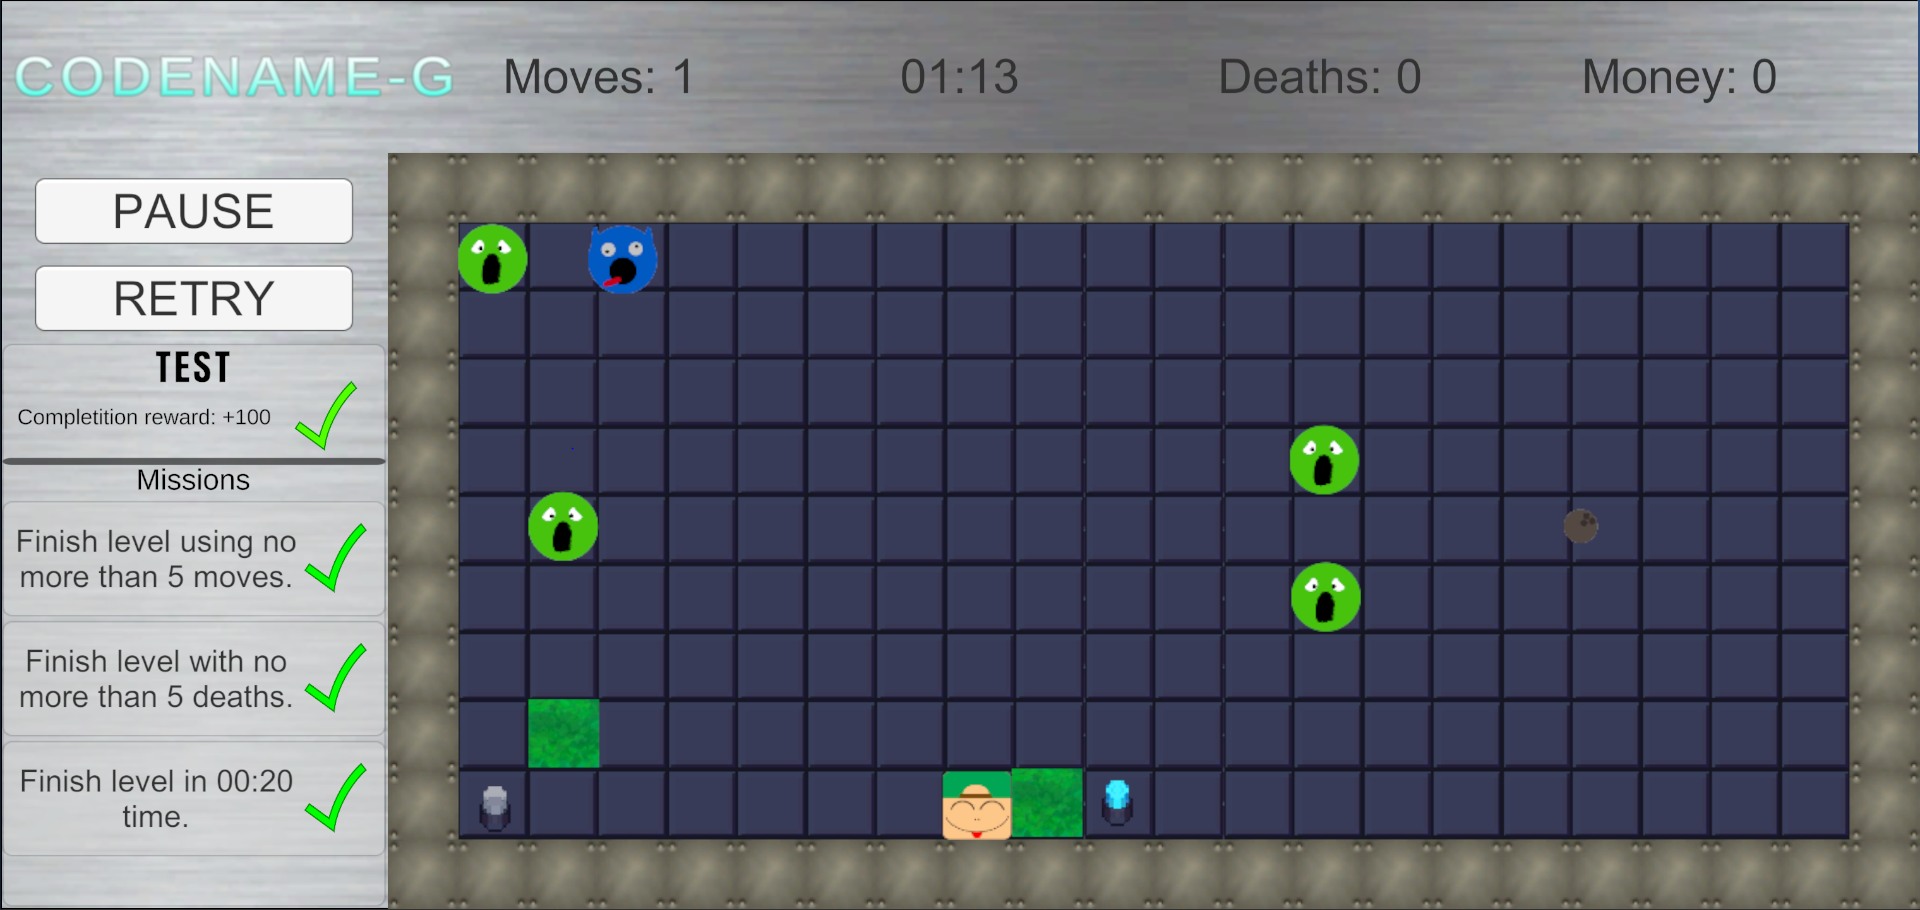 CODENAME-G
Moves: 1
01:13
Deaths: 0
Money: 0
PAUSE
RETRY
TEST
Completition reward: +100
Missions
Finish level using no
more than 5 moves.
Finish level with no
more than 5 deaths.
Finish level in 00:20
time.